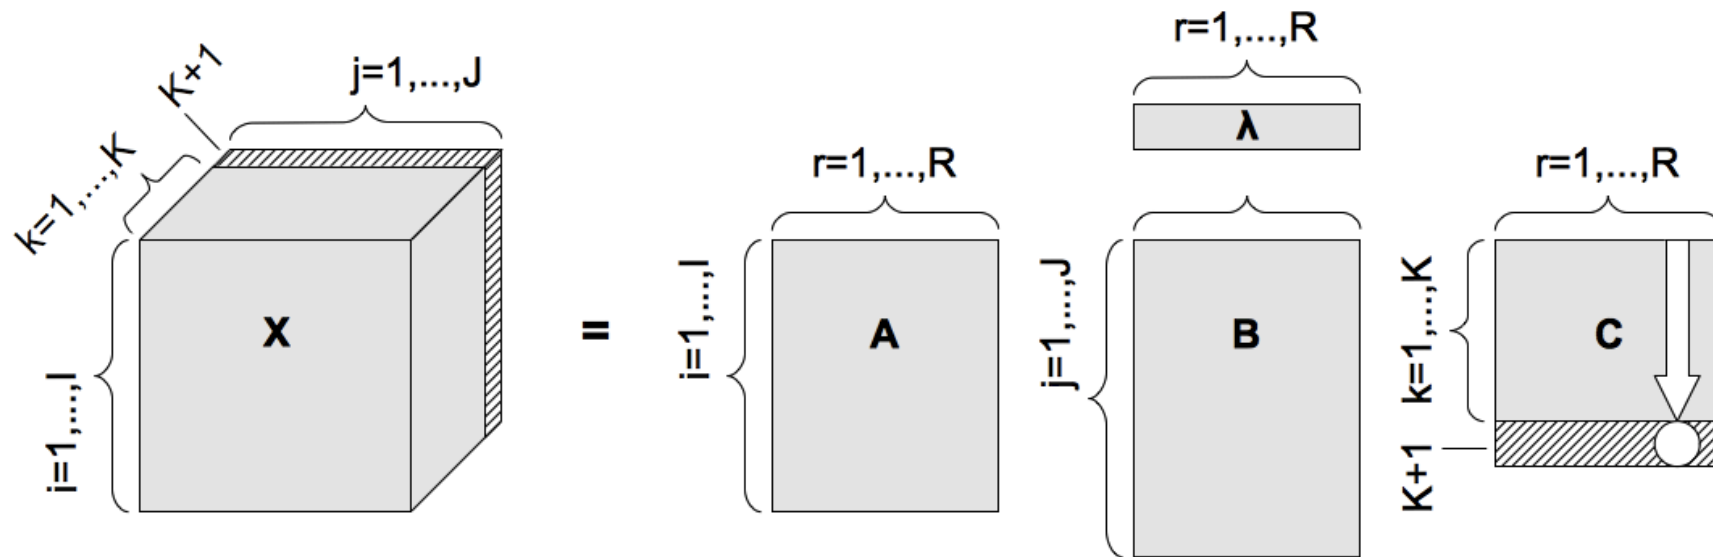 K+1
j=1,...,J
k=1,...,K
i=1,...,I
X
=
r=1,...,R
i=1,...,I
A
r=1,...,R
λ
j=1,...,J
B
r=1,...,R
k=1,...,K
C
K+1